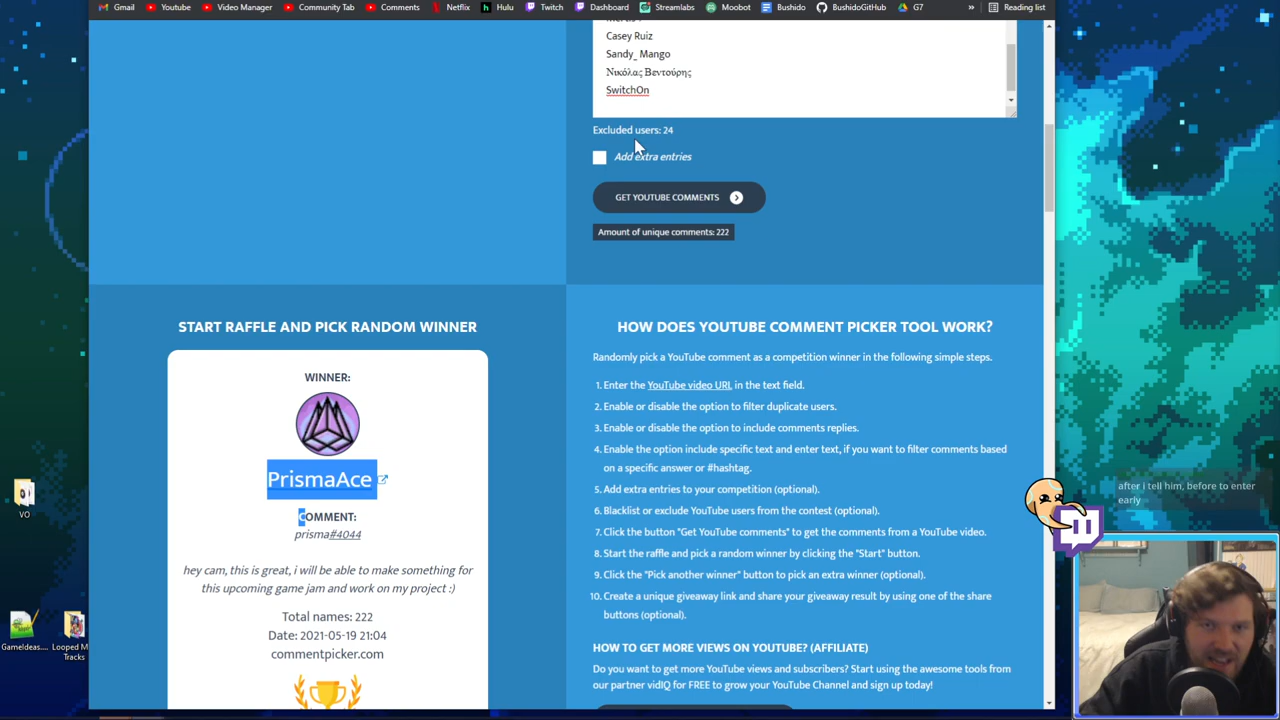 Gmail
Youtube
Video Manager
Community Tab
Comments
Netflix
Hulu
Twitch
Dashboard
Streamlabs
Moobot
Bushido
BushidoGitHub
G7
»
Reading list
Casey Ruiz
Sandy_ Mango
Νικόλας Βεντούρης
SwitchOn
Excluded users: 24
Add extra entries
GET YOUTUBE COMMENTS
Amount of unique comments: 222
START RAFFLE AND PICK RANDOM WINNER
WINNER:
PrismaAce
COMMENT:
prisma#4044
hey cam, this is great, i will be able to make something for
this upcoming game jam and work on my project :)
Total names: 222
Date: 2021-05-19 21:04
commentpicker.com
HOW DOES YOUTUBE COMMENT PICKER TOOL WORK?
Randomly pick a YouTube comment as a competition winner in the following simple steps.
1. Enter the YouTube video URL in the text field.
2. Enable or disable the option to filter duplicate users.
3. Enable or disable the option to include comments replies.
4. Enable the option include specific text and enter text, if you want to filter comments based
on a specific answer or #hashtag.
5. Add extra entries to your competition (optional).
6. Blacklist or exclude YouTube users from the contest (optional).
7. Click the button "Get YouTube comments" to get the comments from a YouTube video.
8. Start the raffle and pick a random winner by clicking the "Start" button.
9. Click the "Pick another winner" button to pick an extra winner (optional).
10. Create a unique giveaway link and share your giveaway result by using one of the share
buttons (optional).
HOW TO GET MORE VIEWS ON YOUTUBE? (AFFILIATE)
Do you want to get more YouTube views and subscribers? Start using the awesome tools from
our partner vidIQ for FREE to grow your YouTube Channel and sign up today!
VO
GameIdeas....
Looped M...
Tracks
after i tell him, before to enter
early